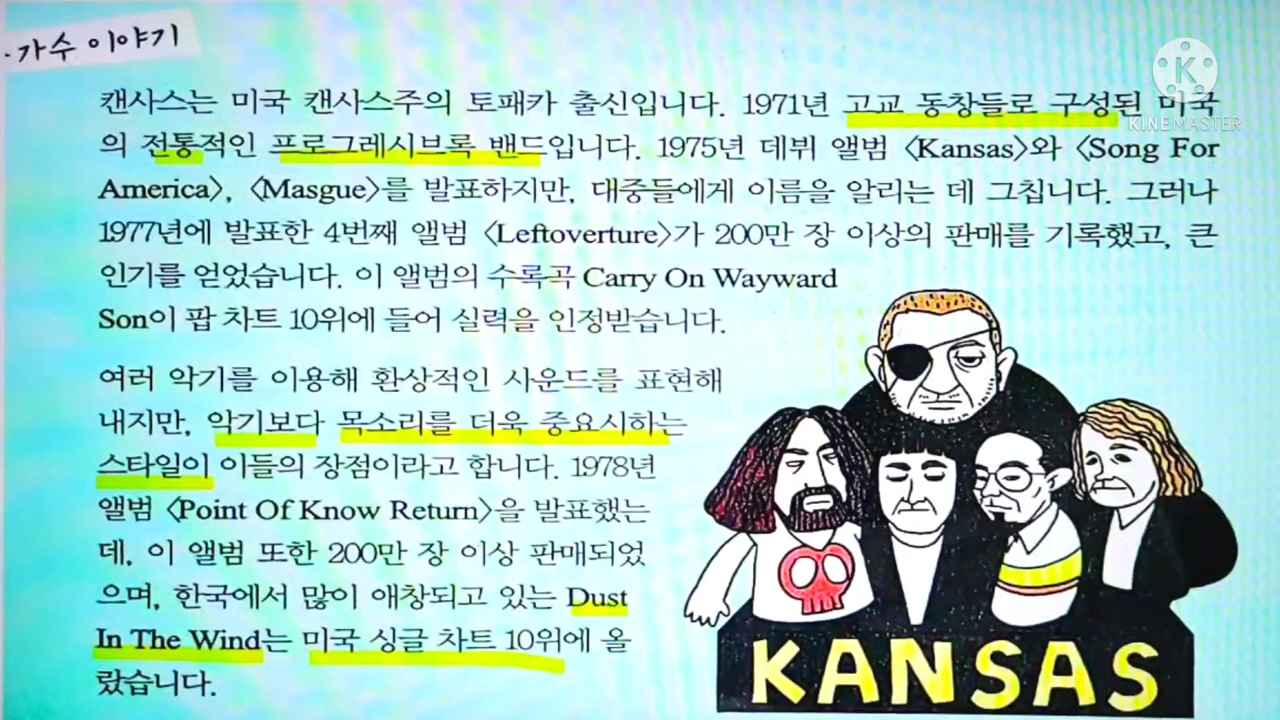 ·가수 이야기
K
KINEMASTER
캔사스는 미국 캔사스주의 토패카 출신입니다. 1971년 고교 동창들로 구성된 미국
의 전통적인 프로그레시브록 밴드입니다. 1975년 데뷔 앨범 〈Kansas〉와 〈Song For
America〉, 〈Masgue〉를 발표하지만, 대중들에게 이름을 알리는 데 그칩니다. 그러나
1977년에 발표한 4번째 앨범 〈Leftoverture〉가 200만 장 이상의 판매를 기록했고, 큰
인기를 얻었습니다. 이 앨범의 수록곡 Carry On Wayward
Son이 팝 차트 10위에 들어 실력을 인정받습니다.
여러 악기를 이용해 환상적인 사운드를 표현해
내지만, 악기보다 목소리를 더욱 중요시하는
스타일이 이들의 장점이라고 합니다. 1978년
앨범 〈Point Of Know Return〉을 발표했는
데, 이 앨범 또한 200만 장 이상 판매되었
으며, 한국에서 많이 애창되고 있는 Dust
In The Wind는 미국 싱글 차트 10위에 올
랐습니다.
KANSAS